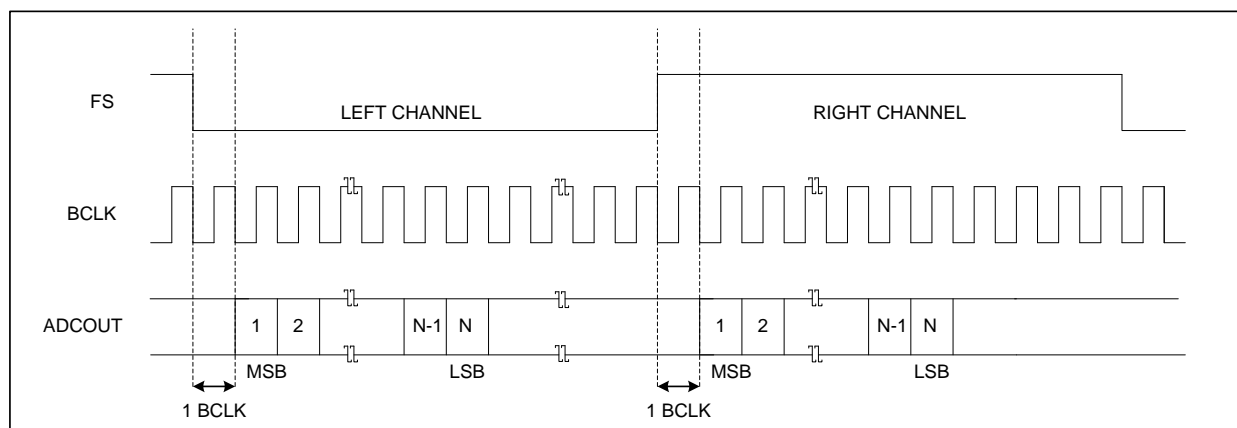 FS
LEFT CHANNEL
RIGHT CHANNEL
BCLK
ADCOUT
1
2
N-1
N
1
2
N-1
N
MSB
LSB
MSB
LSB
1 BCLK
1 BCLK